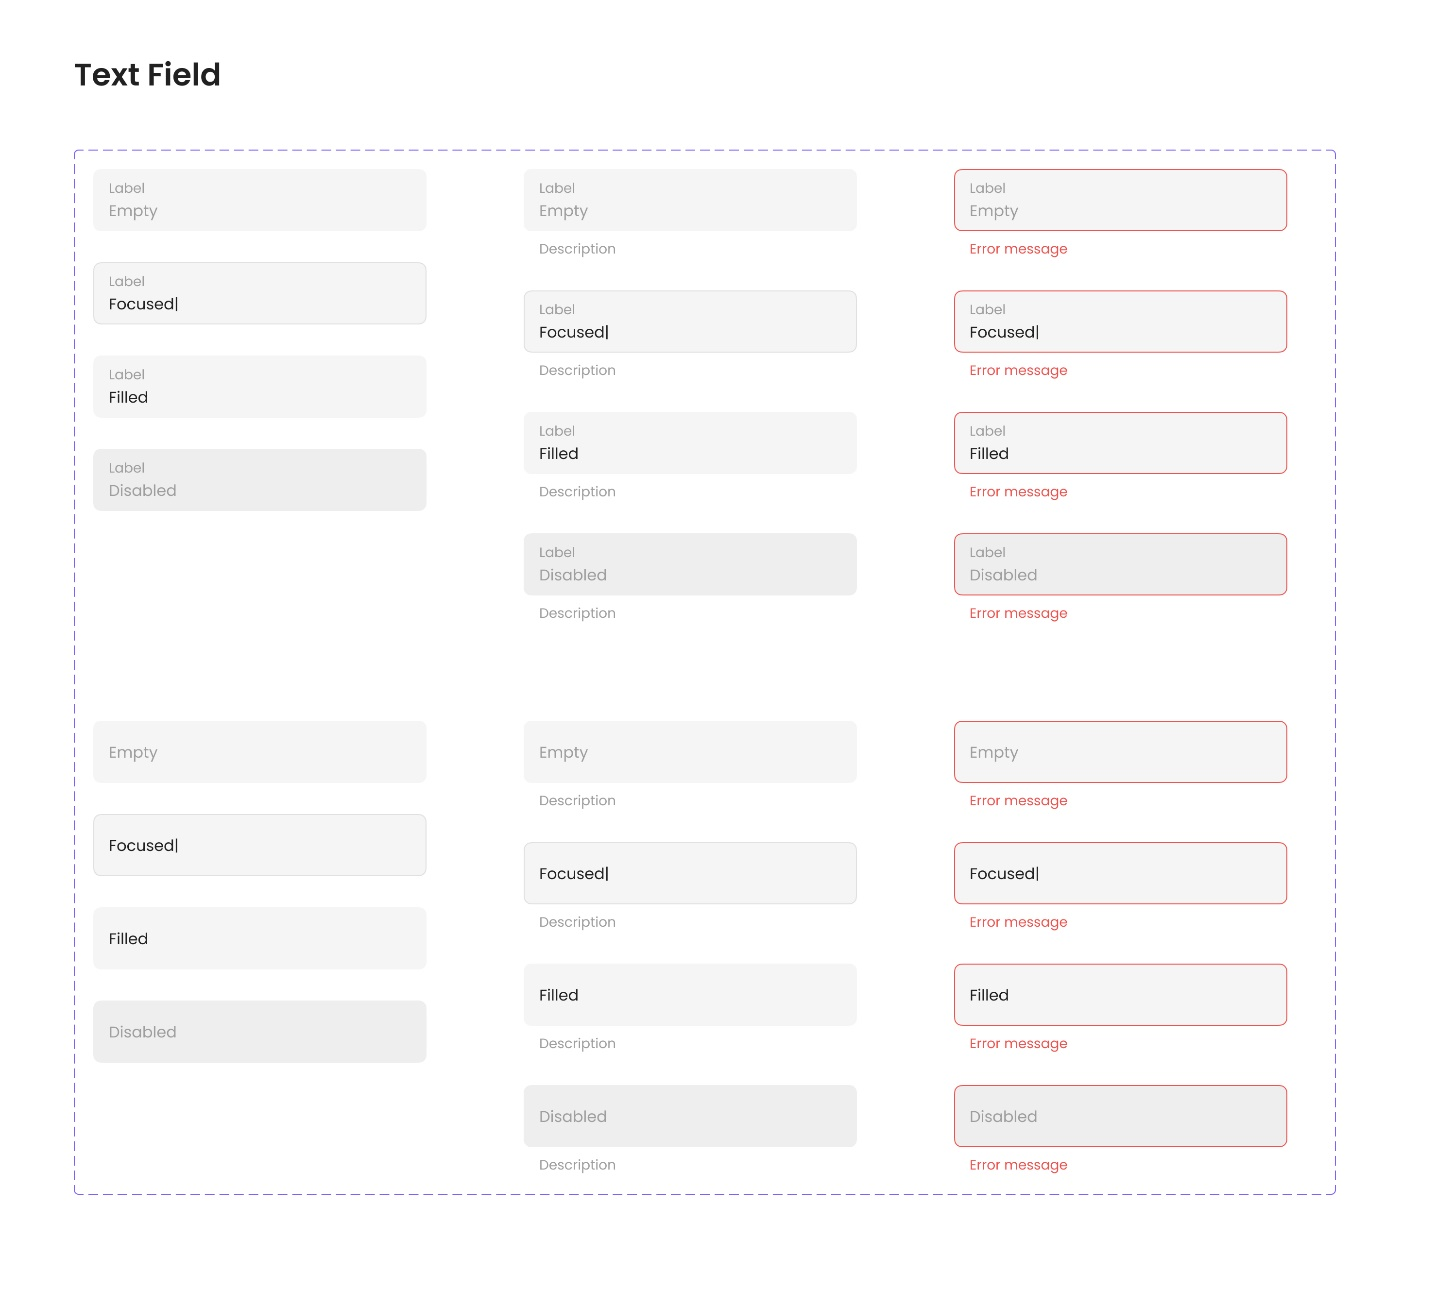 Text Field
Label
Empty
Label
Focused|
Label
Filled
Label
Disabled
Label
Empty
Description
Label
Focused|
Description
Label
Filled
Description
Label
Disabled
Description
Label
Empty
Error message
Label
Focused|
Error message
Label
Filled
Error message
Label
Disabled
Error message
Empty
Focused|
Filled
Disabled
Empty
Description
Focused|
Description
Filled
Description
Disabled
Description
Empty
Error message
Focused|
Error message
Filled
Error message
Disabled
Error message